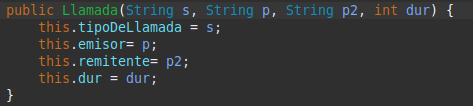 public Llamada(String s, String p, String p2, int dur) {
this.tipoDeLlamada = s;
this.emisor= p;
this.remitente= p2;
this.dur = dur;
}